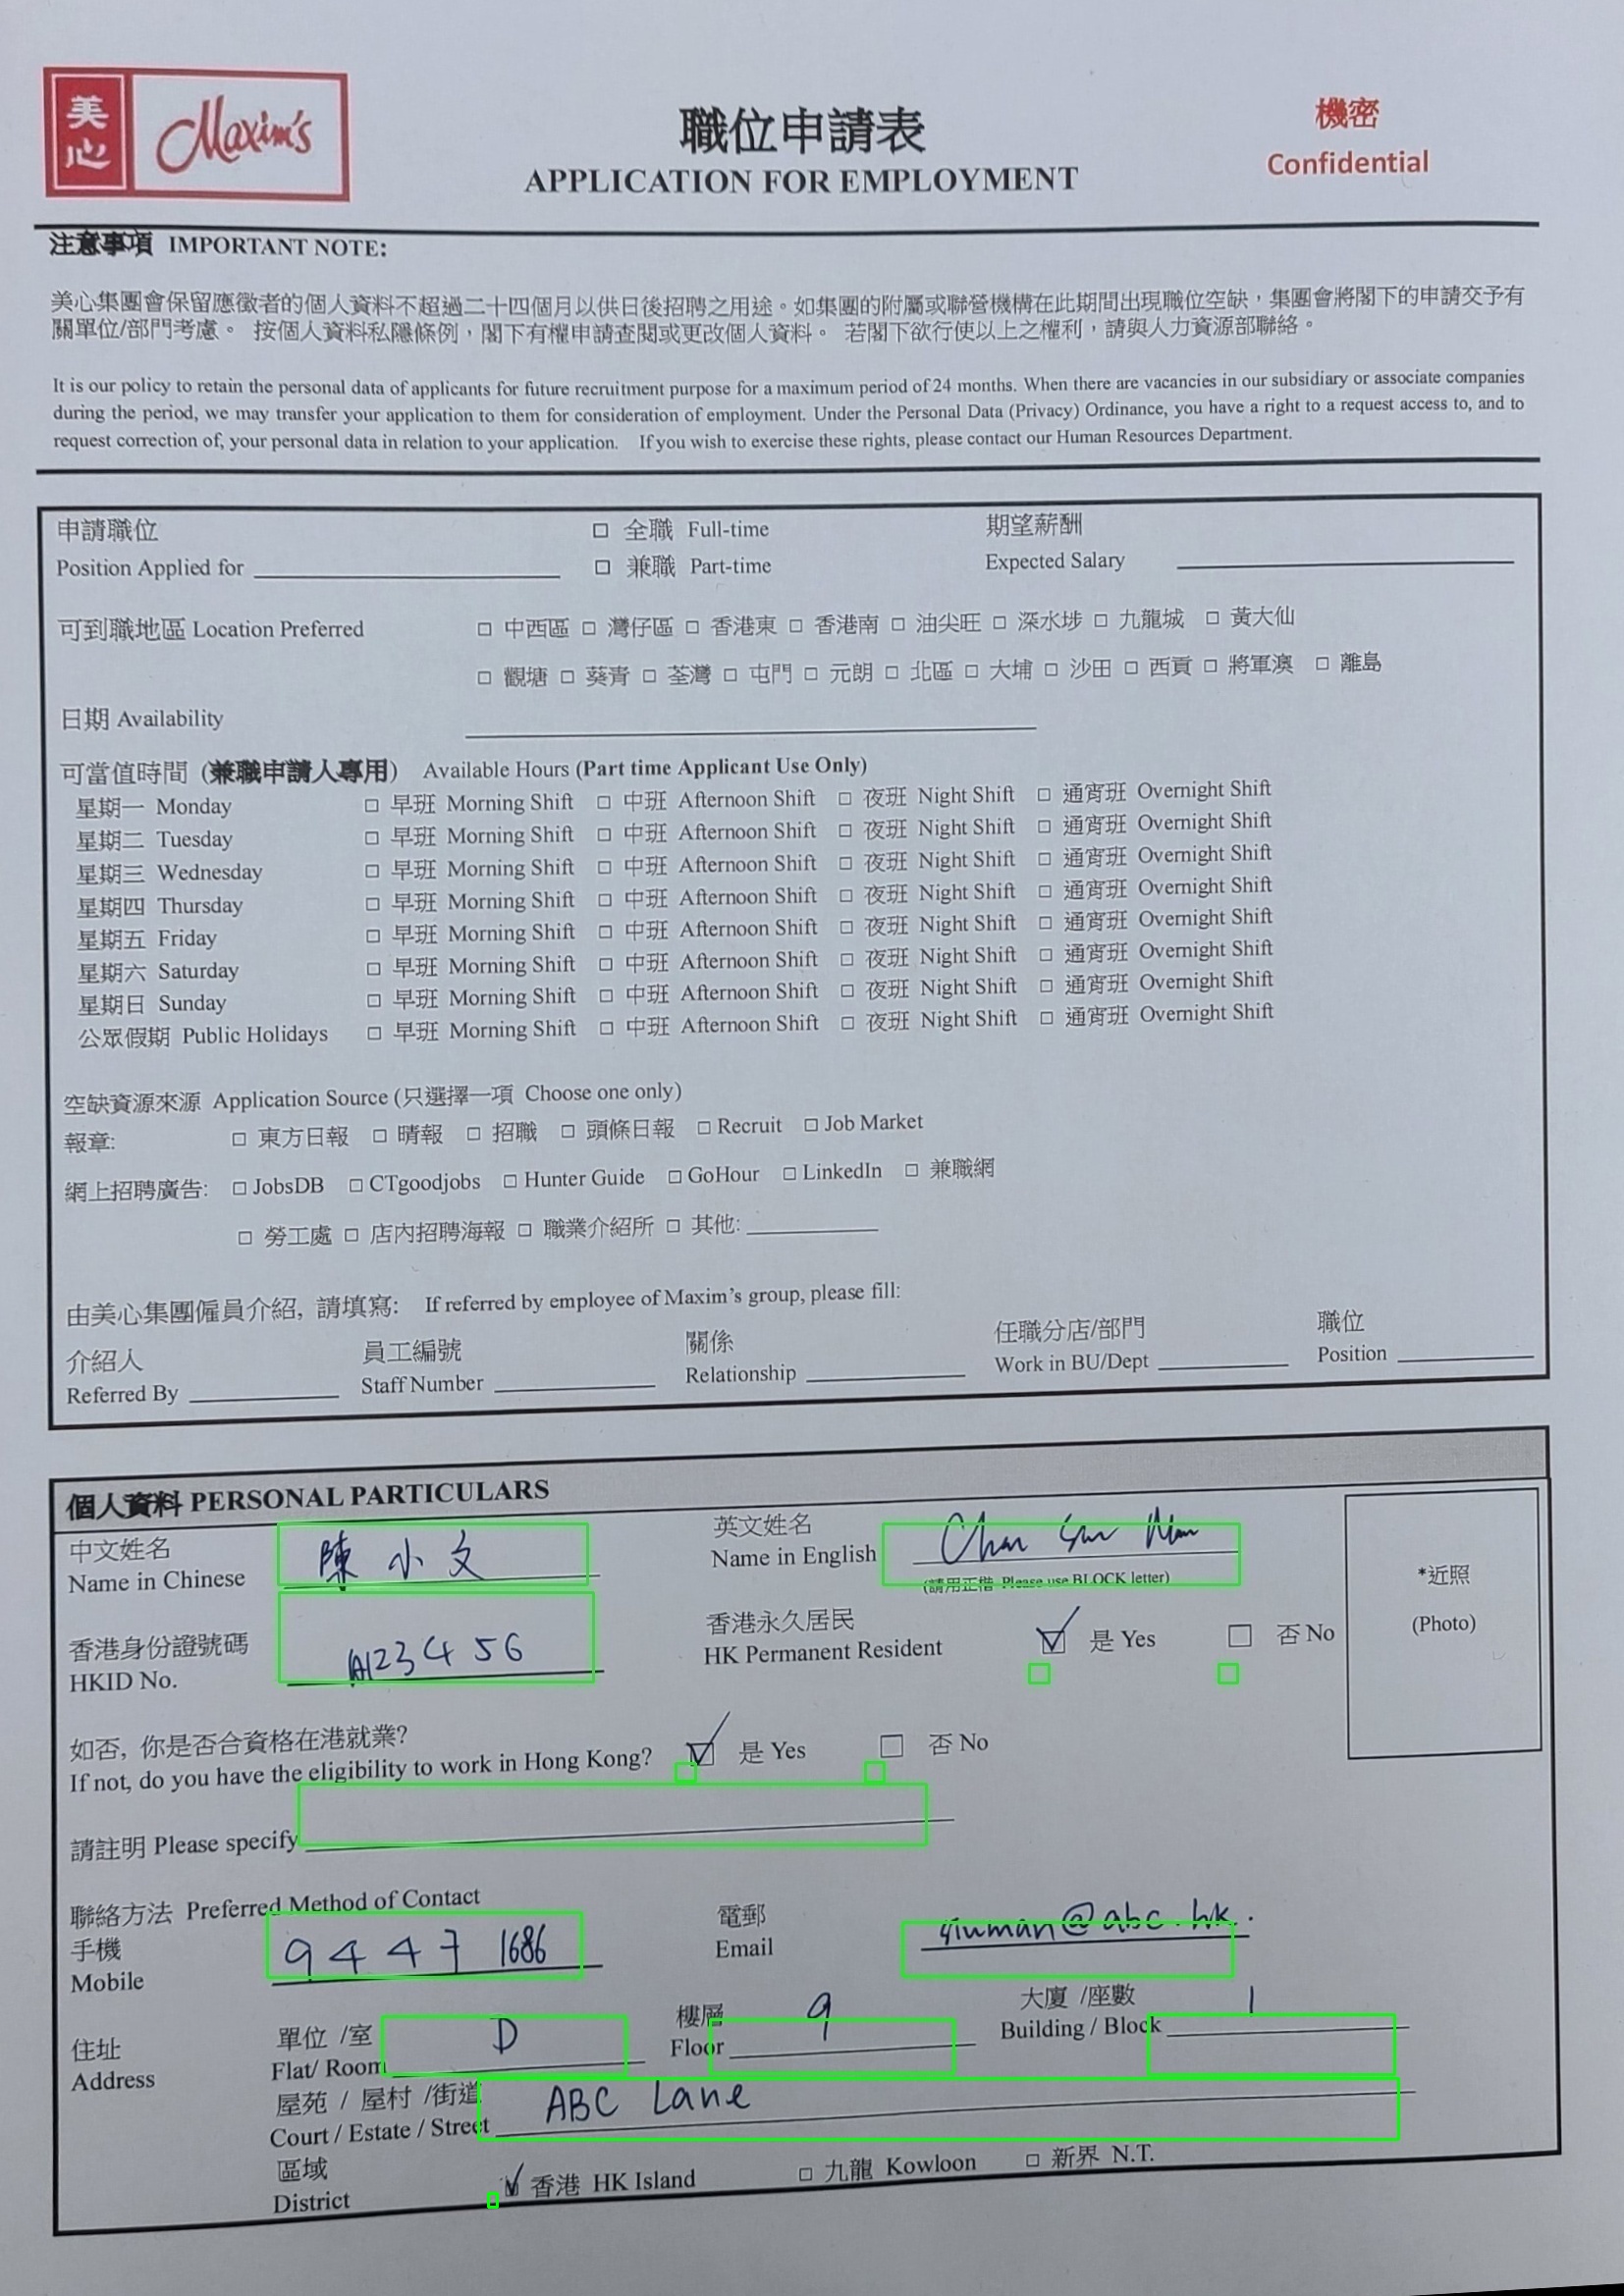 美心 Maxim's
職位申請表
APPLICATION FOR EMPLOYMENT
機密
Confidential
注意事項 IMPORTANT NOTE:
美心集團會保留應徵者的個人資料不超過二十四個月以供日後招聘之用途。如集團的附屬或聯營機構在此期間出現職位空缺，集團會將閣下的申請交予有
關單位/部門考慮。 按個人資料私隱條例，閣下有權申請查閱或更改個人資料。 若閣下欲行使以上之權利，請與人力資源部聯絡。
It is our policy to retain the personal data of applicants for future recruitment purpose for a maximum period of 24 months. When there are vacancies in our subsidiary or associate companies
during the period, we may transfer your application to them for consideration of employment. Under the Personal Data (Privacy) Ordinance, you have a right to a request access to, and to
request correction of, your personal data in relation to your application. If you wish to exercise these rights, please contact our Human Resources Department.
申請職位 □ 全職 Full-time 期望薪酬
Position Applied for □ 兼職 Part-time Expected Salary
可到職地區 Location Preferred □ 中西區 □ 灣仔區 □ 香港東 □ 香港南 □ 油尖旺 □ 深水埗 □ 九龍城 □ 黃大仙
□ 觀塘 □ 葵青 □ 荃灣 □ 屯門 □ 元朗 □ 北區 □ 大埔 □ 沙田 □ 西貢 □ 將軍澳 □ 離島
日期 Availability
可當值時間 (兼職申請人專用) Available Hours (Part time Applicant Use Only)
星期一 Monday □ 早班 Morning Shift □ 中班 Afternoon Shift □ 夜班 Night Shift □ 通宵班 Overnight Shift
星期二 Tuesday □ 早班 Morning Shift □ 中班 Afternoon Shift □ 夜班 Night Shift □ 通宵班 Overnight Shift
星期三 Wednesday □ 早班 Morning Shift □ 中班 Afternoon Shift □ 夜班 Night Shift □ 通宵班 Overnight Shift
星期四 Thursday □ 早班 Morning Shift □ 中班 Afternoon Shift □ 夜班 Night Shift □ 通宵班 Overnight Shift
星期五 Friday □ 早班 Morning Shift □ 中班 Afternoon Shift □ 夜班 Night Shift □ 通宵班 Overnight Shift
星期六 Saturday □ 早班 Morning Shift □ 中班 Afternoon Shift □ 夜班 Night Shift □ 通宵班 Overnight Shift
星期日 Sunday □ 早班 Morning Shift □ 中班 Afternoon Shift □ 夜班 Night Shift □ 通宵班 Overnight Shift
公眾假期 Public Holidays □ 早班 Morning Shift □ 中班 Afternoon Shift □ 夜班 Night Shift □ 通宵班 Overnight Shift
空缺資源來源 Application Source (只選擇一項 Choose one only)
報章: □ 東方日報 □ 晴報 □ 招職 □ 頭條日報 □ Recruit □ Job Market
網上招聘廣告: □ JobsDB □ CTgoodjobs □ Hunter Guide □ GoHour □ LinkedIn □ 兼職網
□ 勞工處 □ 店內招聘海報 □ 職業介紹所 □ 其他:
由美心集團僱員介紹, 請填寫: If referred by employee of Maxim's group, please fill:
介紹人 員工編號 關係 任職分店/部門 職位
Referred By Staff Number Relationship Work in BU/Dept Position
個人資料 PERSONAL PARTICULARS
中文姓名 陳小文 英文姓名 Chan Siu Man
Name in Chinese Name in English
(請用正楷 Please use BLOCK letter)
*近照
(Photo)
香港身份證號碼 A123456 香港永久居民
HKID No. HK Permanent Resident ☑ 是 Yes □ 否 No
如否, 你是否合資格在港就業?
If not, do you have the eligibility to work in Hong Kong? ☑ 是 Yes □ 否 No
請註明 Please specify
聯絡方法 Preferred Method of Contact
手機 9447 1686 電郵 siuman@abc.hk.
Mobile Email
住址 單位 /室 D 樓層 9 大廈 /座數 1
Address Flat/ Room Floor Building / Block
屋苑 / 屋村 /街道 ABC Lane
Court / Estate / Street
區域 ☑ 香港 HK Island □ 九龍 Kowloon □ 新界 N.T.
District